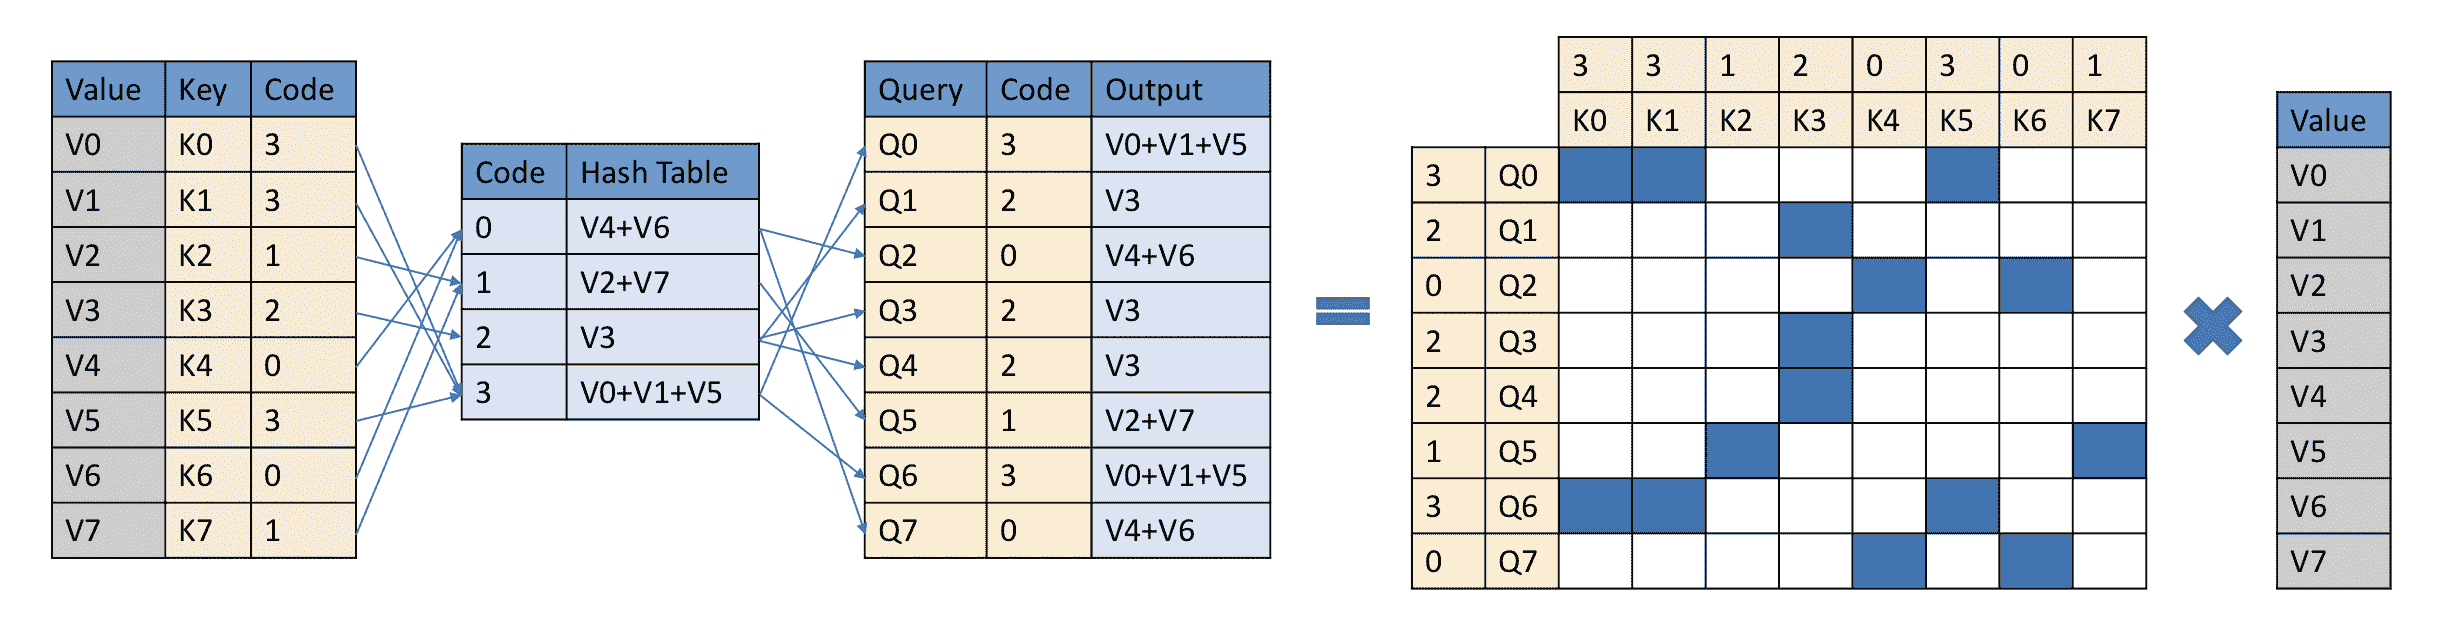 Value Key Code
V0 K0 3
V1 K1 3
V2 K2 1
V3 K3 2
V4 K4 0
V5 K5 3
V6 K6 0
V7 K7 1
Code Hash Table
0 V4+V6
1 V2+V7
2 V3
3 V0+V1+V5
Query Code Output
Q0 3 V0+V1+V5
Q1 2 V3
Q2 0 V4+V6
Q3 2 V3
Q4 2 V3
Q5 1 V2+V7
Q6 3 V0+V1+V5
Q7 0 V4+V6
3 3 1 2 0 3 0 1
K0 K1 K2 K3 K4 K5 K6 K7
3 Q0
2 Q1
0 Q2
2 Q3
2 Q4
1 Q5
3 Q6
0 Q7
Value
V0
V1
V2
V3
V4
V5
V6
V7